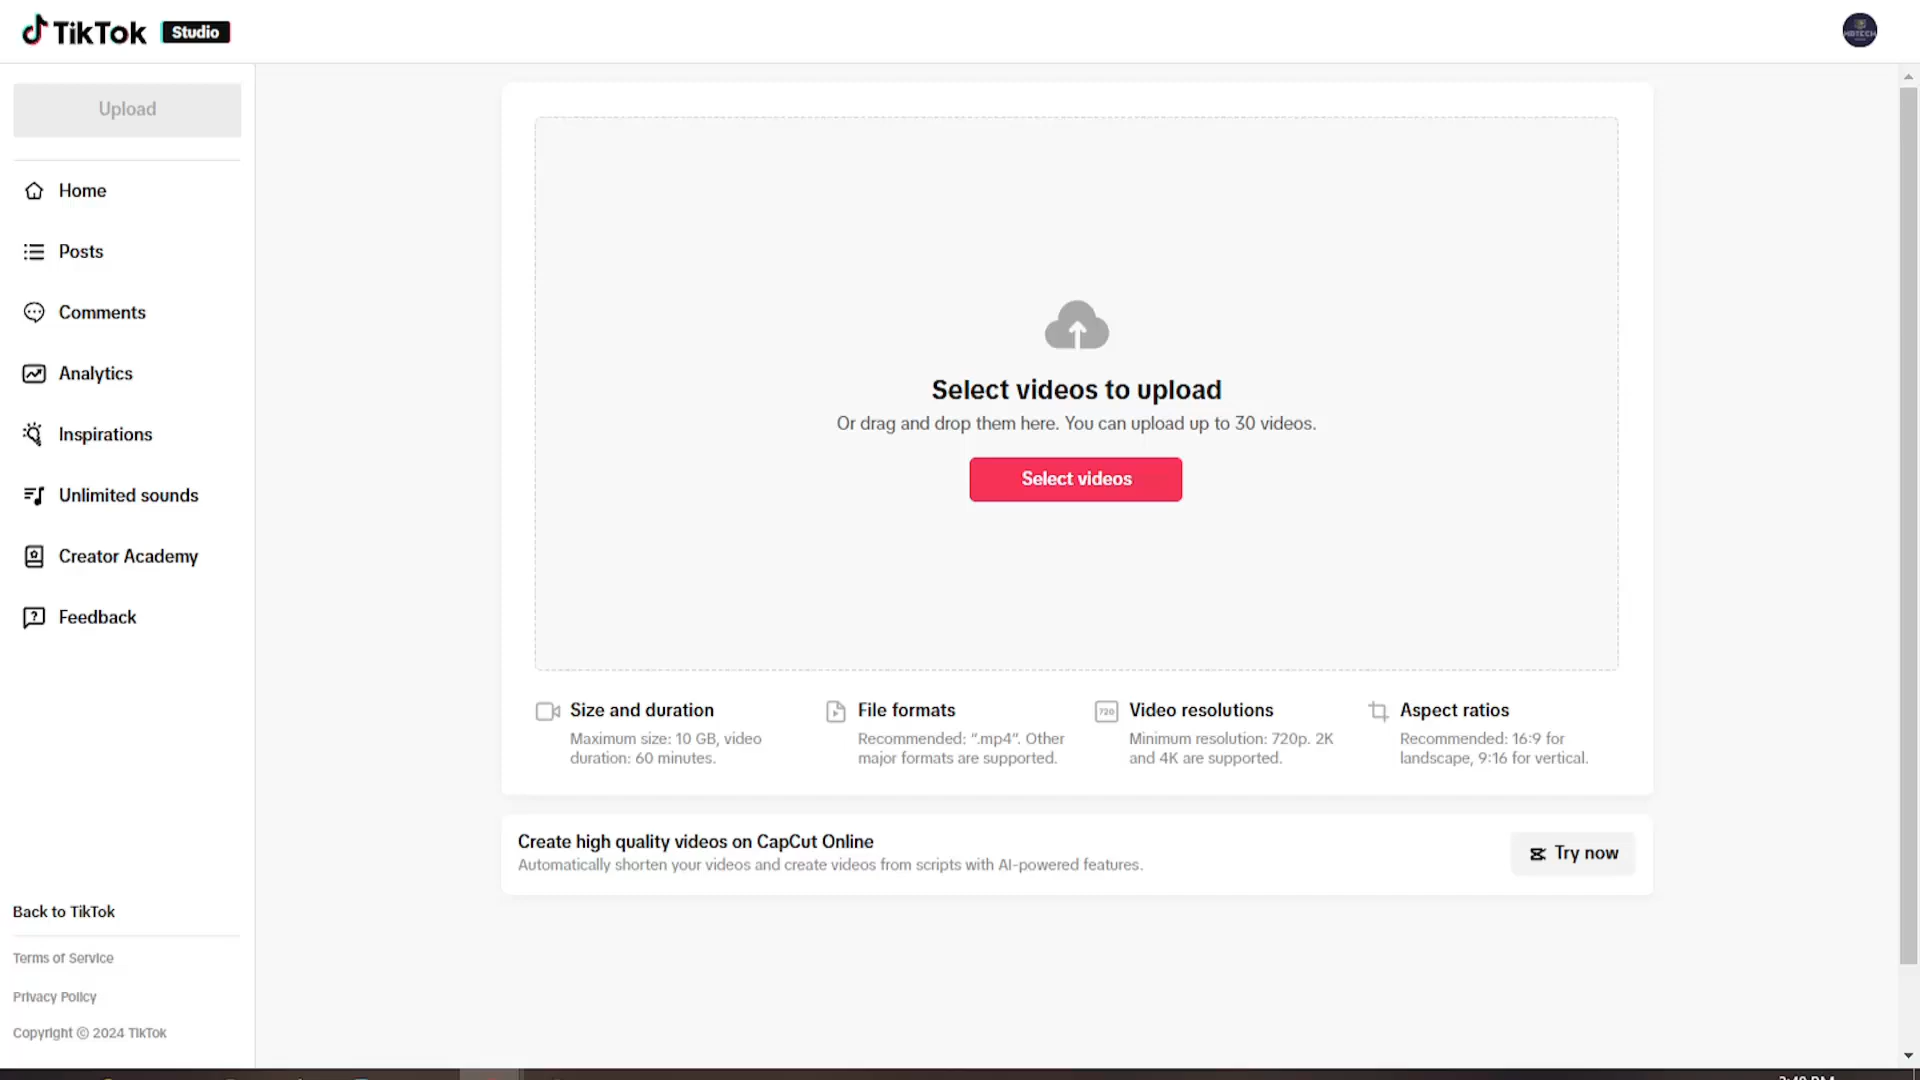 TikTok Studio
Upload
Home
Posts
Comments
Analytics
Inspirations
Unlimited sounds
Creator Academy
Feedback
Back to TikTok
Terms of Service
Privacy Policy
Copyright © 2024 TikTok
Select videos to upload
Or drag and drop them here. You can upload up to 30 videos.
Select videos
Size and duration
Maximum size: 10 GB, video
duration: 60 minutes.
File formats
Recommended: “.mp4”. Other
major formats are supported.
720
Video resolutions
Minimum resolution: 720p. 2K
and 4K are supported.
Aspect ratios
Recommended: 16:9 for
landscape, 9:16 for vertical.
Create high quality videos on CapCut Online
Automatically shorten your videos and create videos from scripts with AI-powered features.
Try now